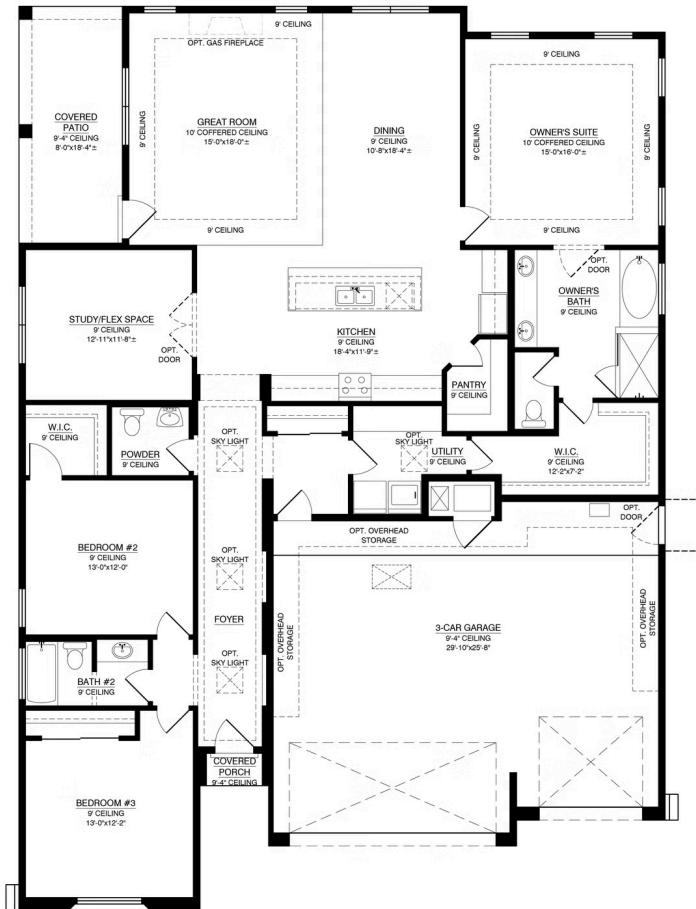 9' CEILING
OPT. GAS FIREPLACE
9' CEILING
COVERED
PATIO
9'-4" CEILING
8'-0"x18'-4"±
9' CEILING
GREAT ROOM
10' COFFERED CEILING
15'-0"x18'-0"±
DINING
9' CEILING
10'-8"x18'-4"±
9' CEILING
OWNER'S SUITE
10' COFFERED CEILING
15'-0"x16'-0"±
9' CEILING
9' CEILING
9' CEILING
STUDY/FLEX SPACE
9' CEILING
12'-11"x11'-8"±
OPT.
DOOR
KITCHEN
9' CEILING
18'-4"x11'-9"±
OPT.
DOOR
OWNER'S
BATH
9' CEILING
PANTRY
9' CEILING
W.I.C.
9' CEILING
POWDER
9' CEILING
OPT.
SKY LIGHT
OPT.
SKY LIGHT
UTILITY
9' CEILING
W.I.C.
9' CEILING
12'-2"x7'-2"
OPT.
DOOR
OPT. OVERHEAD
STORAGE
BEDROOM #2
9' CEILING
13'-0"x12'-0"
OPT.
SKY LIGHT
FOYER
OPT.
SKY LIGHT
OPT. OVERHEAD
STORAGE
3-CAR GARAGE
9'-4" CEILING
29'-10"x25'-8"
OPT. OVERHEAD
STORAGE
BATH #2
9' CEILING
COVERED
PORCH
9'-4" CEILING
BEDROOM #3
9' CEILING
13'-0"x12'-2"